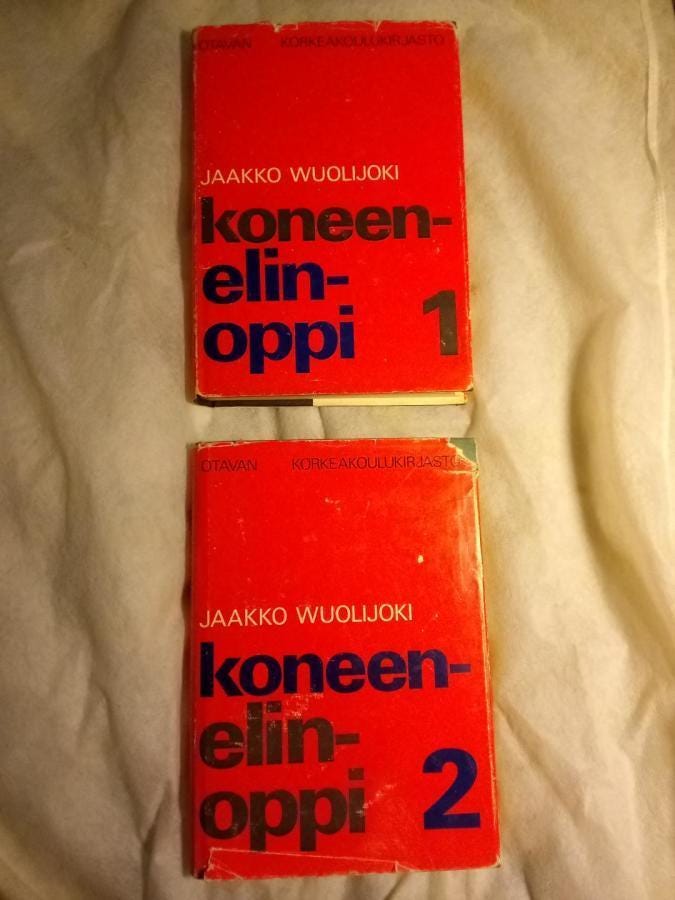 OTAVAN KORKEAKOULUKIRJASTO
JAAKKO WUOLIJOKI
koneen-
elin-
oppi 1
OTAVAN KORKEAKOULUKIRJASTO
JAAKKO WUOLIJOKI
koneen-
elin-
oppi 2